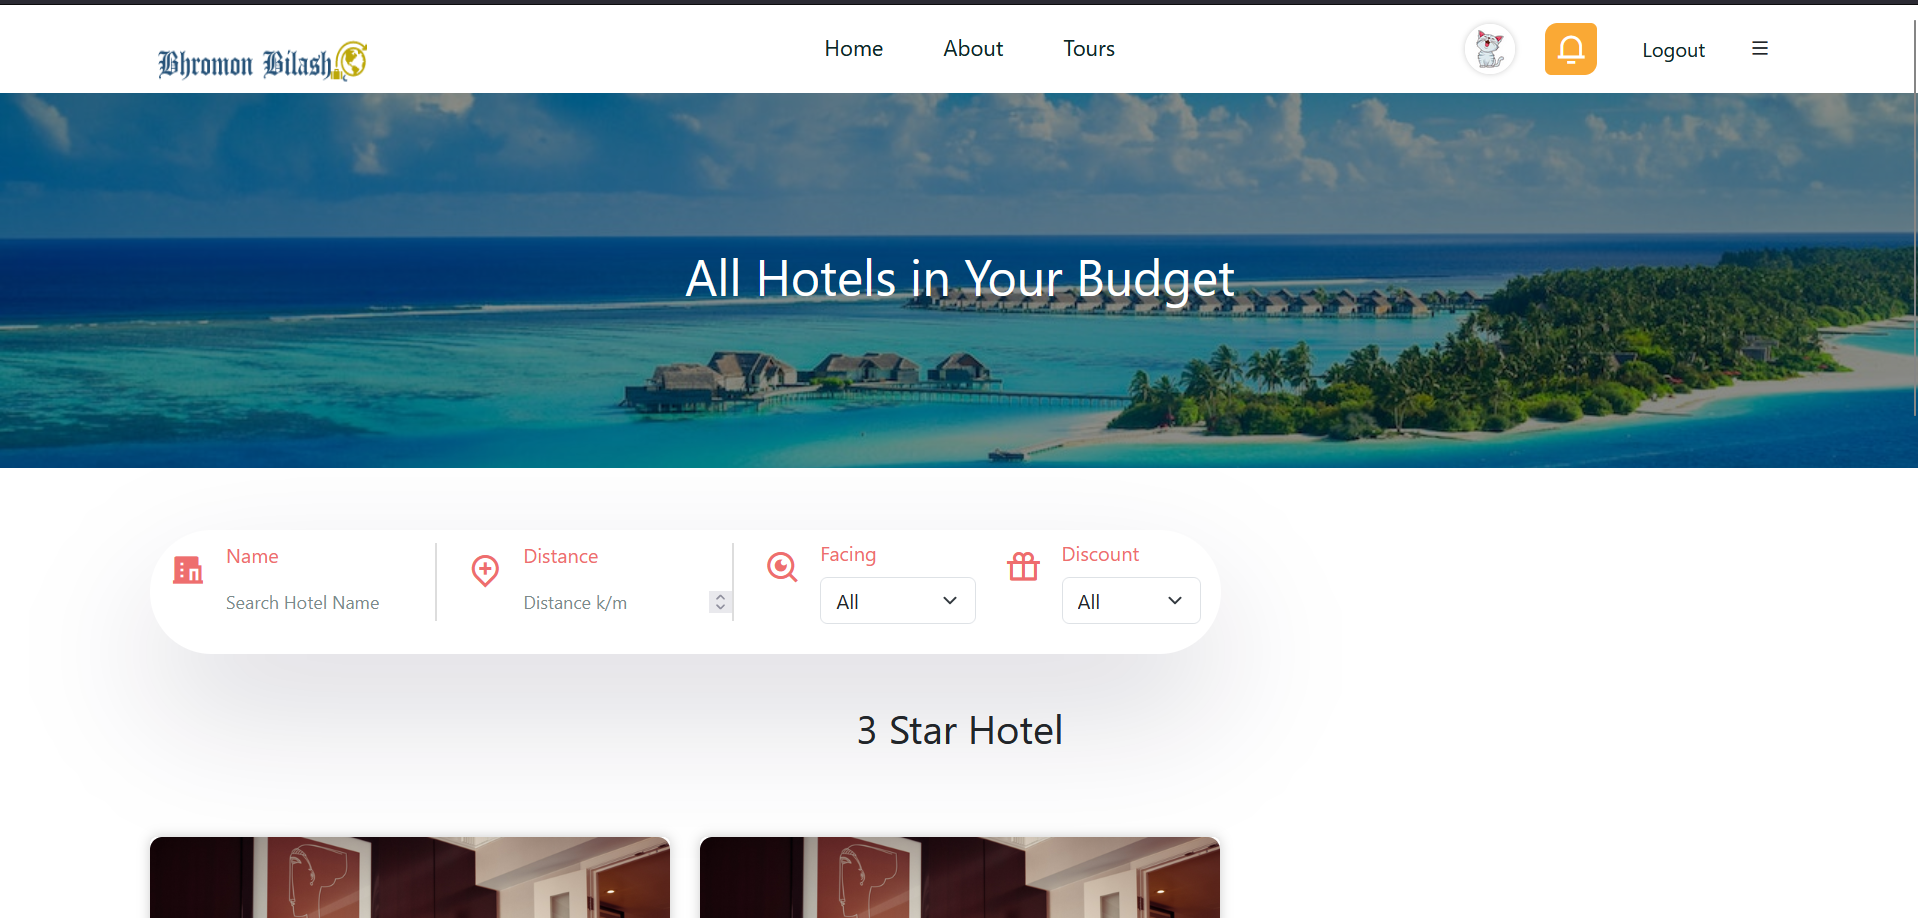 Bhromon Bilash
Home About Tours
Logout
All Hotels in Your Budget
Name Distance Facing Discount
Search Hotel Name Distance k/m All All
3 Star Hotel